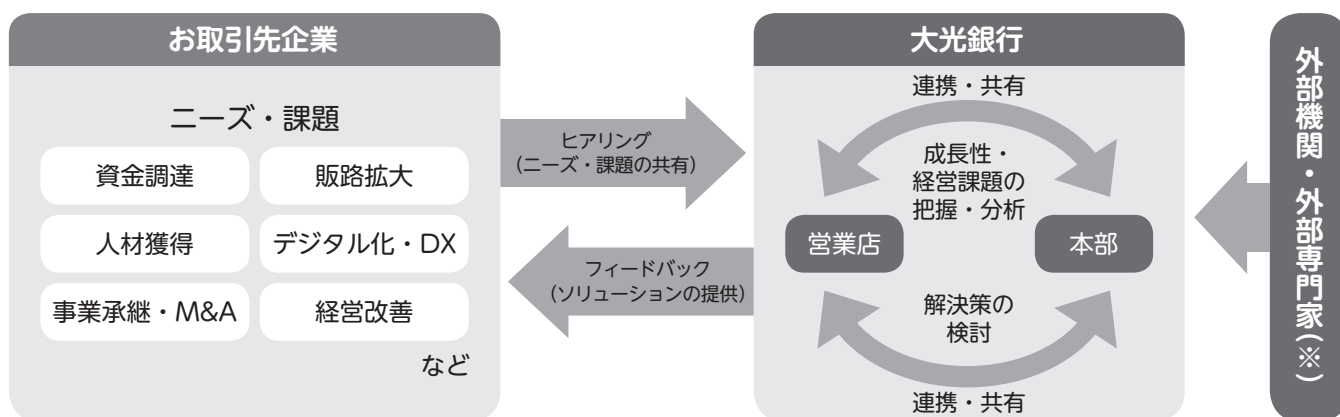 お取引先企業
ニーズ・課題
資金調達
販路拡大
人材獲得
デジタル化・DX
事業承継・M&A
経営改善
など
ヒアリング
(ニーズ・課題の共有)
フィードバック
(ソリューションの提供)
大光銀行
連携・共有
成長性・
経営課題の
把握・分析
営業店
本部
解決策の
検討
連携・共有
外部機関・外部専門家(※)